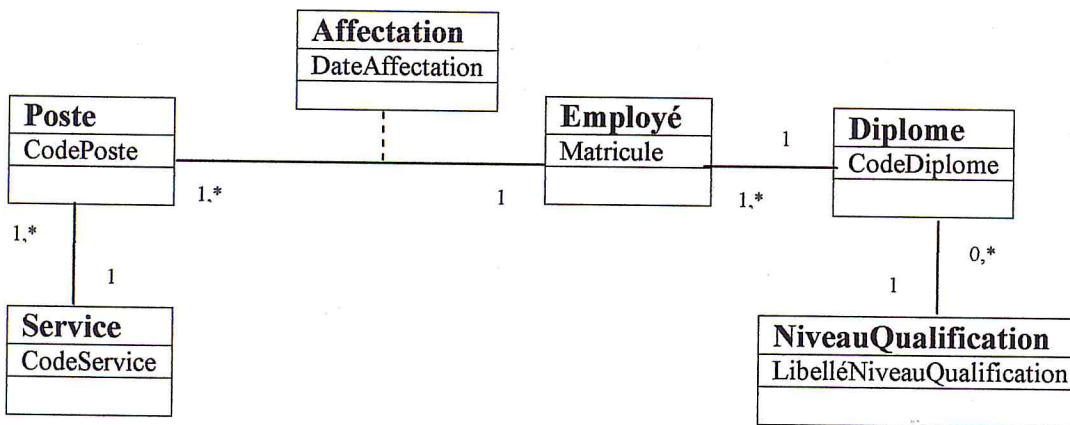 Affectation
DateAffectation
Poste
CodePoste
Employé
Matricule
Diplome
CodeDiplome
1,*
1
1
1,*
1,*
1
0,*
1
Service
CodeService
NiveauQualification
LibelléNiveauQualification